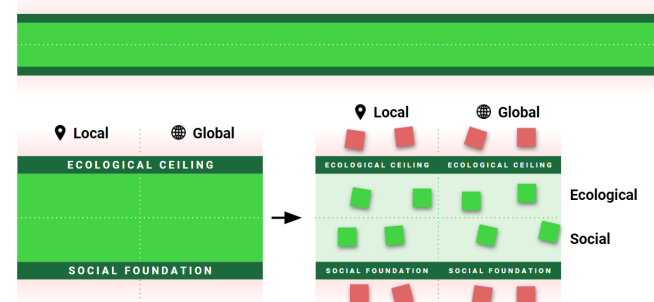 Local Global
Local Global
ECOLOGICAL CEILING
ECOLOGICAL CEILING ECOLOGICAL CEILING
Ecological
Social
SOCIAL FOUNDATION
SOCIAL FOUNDATION SOCIAL FOUNDATION